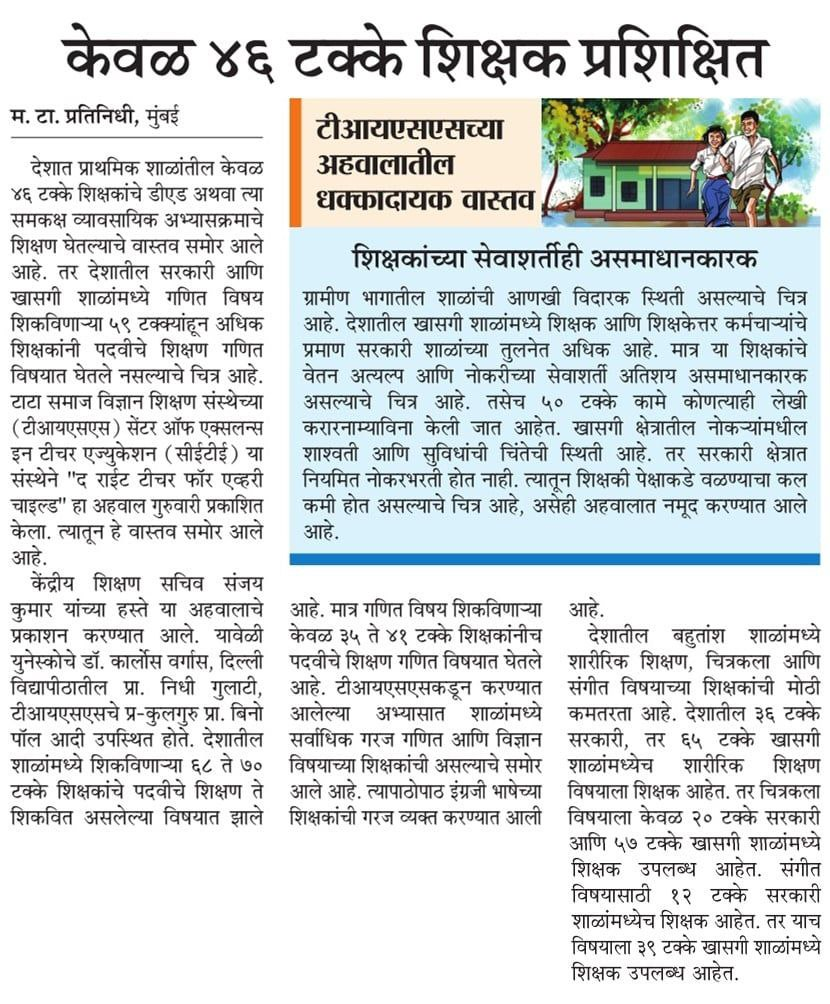 केवळ ४६ टक्के शिक्षक प्रशिक्षित
म. टा. प्रतिनिधी, मुंबई
देशात प्राथमिक शाळांतील केवळ
४६ टक्के शिक्षकांचे डीएड अथवा त्या
समकक्ष व्यावसायिक अभ्यासक्रमाचे
शिक्षण घेतल्याचे वास्तव समोर आले
आहे. तर देशातील सरकारी आणि
खासगी शाळांमध्ये गणित विषय
शिकविणाऱ्या ५९ टक्क्यांहून अधिक
शिक्षकांनी पदवीचे शिक्षण गणित
विषयात घेतले नसल्याचे चित्र आहे.
टाटा समाज विज्ञान शिक्षण संस्थेच्या
(टीआयएसएस) सेंटर ऑफ एक्सलन्स
इन टीचर एज्युकेशन (सीईटीई) या
संस्थेने "द राईट टीचर फॉर एव्हरी
चाइल्ड" हा अहवाल गुरुवारी प्रकाशित
केला. त्यातून हे वास्तव समोर आले
आहे.
केंद्रीय शिक्षण सचिव संजय
कुमार यांच्या हस्ते या अहवालाचे
प्रकाशन करण्यात आले. यावेळी
युनेस्कोचे डॉ. कार्लोस वर्गास, दिल्ली
विद्यापीठातील प्रा. निधी गुलाटी,
टीआयएसएसचे प्र-कुलगुरु प्रा. बिनो
पॉल आदी उपस्थित होते. देशातील
शाळांमध्ये शिकविणाऱ्या ६८ ते ७०
टक्के शिक्षकांचे पदवीचे शिक्षण ते
शिकवित असलेल्या विषयात झाले
टीआयएसएसच्या
अहवालातील
धक्कादायक वास्तव
शिक्षकांच्या सेवाशर्तीही असमाधानकारक
ग्रामीण भागातील शाळांची आणखी विदारक स्थिती असल्याचे चित्र
आहे. देशातील खासगी शाळांमध्ये शिक्षक आणि शिक्षकेत्तर कर्मचाऱ्यांचे
प्रमाण सरकारी शाळांच्या तुलनेत अधिक आहे. मात्र या शिक्षकांचे
वेतन अत्यल्प आणि नोकरीच्या सेवाशर्ती अतिशय असमाधानकारक
असल्याचे चित्र आहे. तसेच ५० टक्के कामे कोणत्याही लेखी
करारनाम्याविना केली जात आहेत. खासगी क्षेत्रातील नोकऱ्यांमधील
शाश्वती आणि सुविधांची चिंतेची स्थिती आहे. तर सरकारी क्षेत्रात
नियमित नोकरभरती होत नाही. त्यातून शिक्षकी पेक्षाकडे वळण्याचा कल
कमी होत असल्याचे चित्र आहे, असेही अहवालात नमूद करण्यात आले
आहे.
आहे. मात्र गणित विषय शिकविणाऱ्या
केवळ ३५ ते ४१ टक्के शिक्षकांनीच
पदवीचे शिक्षण गणित विषयात घेतले
आहे. टीआयएसएसकडून करण्यात
आलेल्या अभ्यासात शाळांमध्ये
सर्वाधिक गरज गणित आणि विज्ञान
विषयाच्या शिक्षकांची असल्याचे समोर
आले आहे. त्यापाठोपाठ इंग्रजी भाषेच्या
शिक्षकांची गरज व्यक्त करण्यात आली
आहे.
देशातील बहुतांश शाळांमध्ये
शारीरिक शिक्षण, चित्रकला आणि
संगीत विषयाच्या शिक्षकांची मोठी
कमतरता आहे. देशातील ३६ टक्के
सरकारी, तर ६५ टक्के खासगी
शाळांमध्येच शारीरिक शिक्षण
विषयाला शिक्षक आहेत. तर चित्रकला
विषयाला केवळ २० टक्के सरकारी
आणि ५७ टक्के खासगी शाळांमध्ये
शिक्षक उपलब्ध आहेत. संगीत
विषयासाठी १२ टक्के सरकारी
शाळांमध्येच शिक्षक आहेत. तर याच
विषयाला ३९ टक्के खासगी शाळांमध्ये
शिक्षक उपलब्ध आहेत.